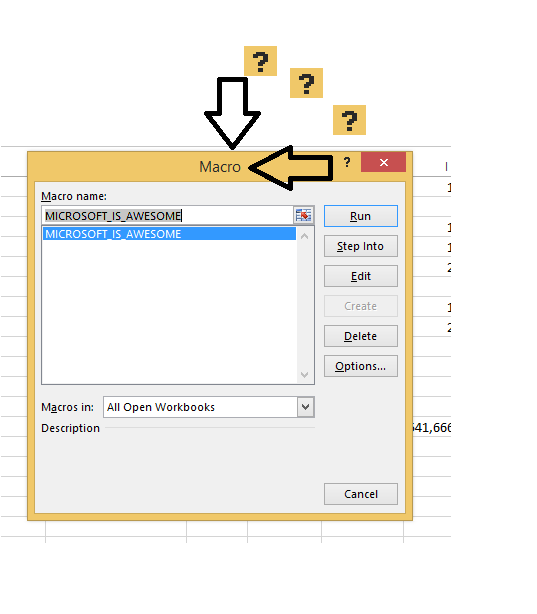 ?
?
?
Macro
?
Macro name:
MICROSOFT_IS_AWESOME
Run
MICROSOFT_IS_AWESOME
Step Into
Edit
Create
Delete
Options...
Macros in:
All Open Workbooks
Description
Cancel
1
1
1
2
1
2
41,666